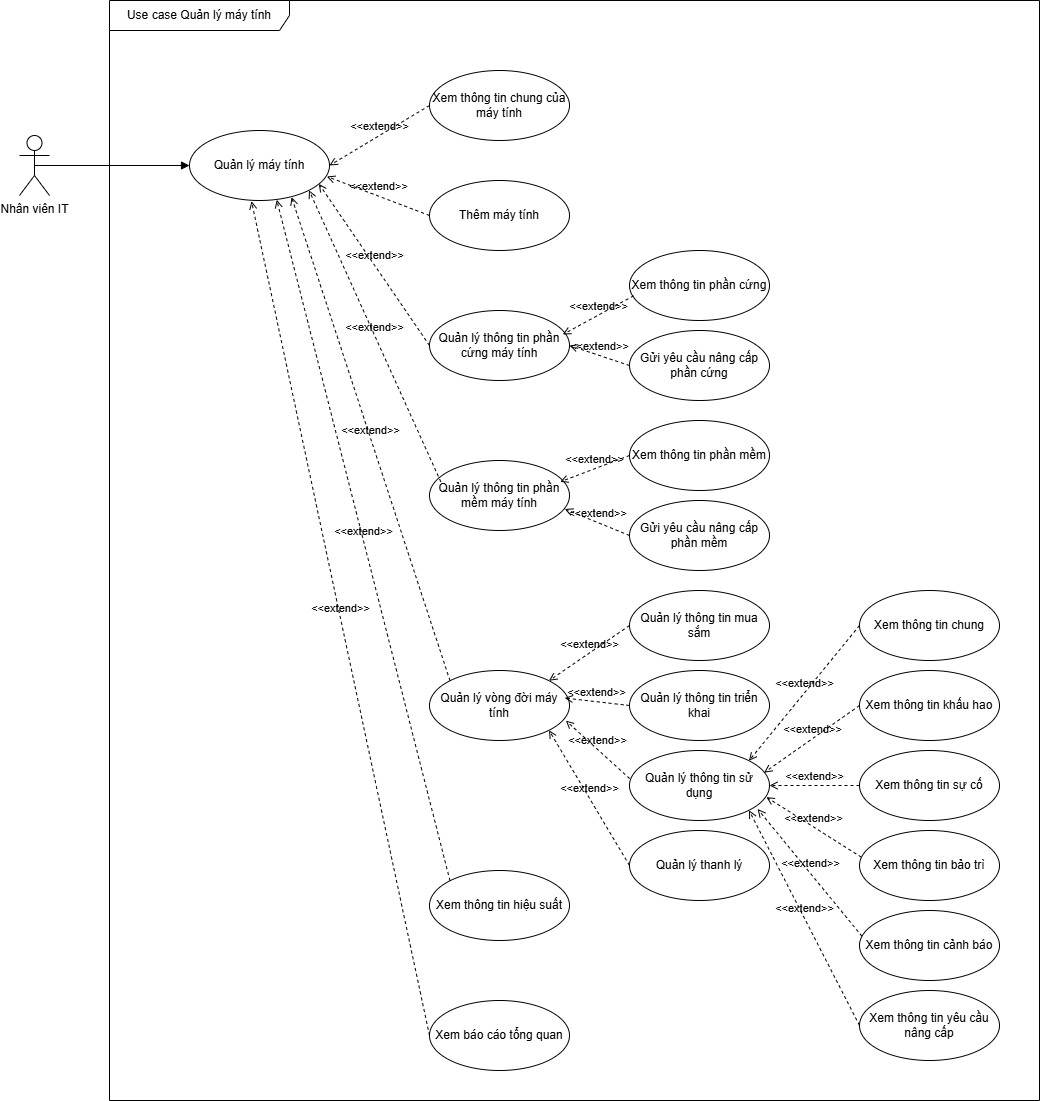 Use case Quản lý máy tính
Nhân viên IT
Quản lý máy tính
Xem thông tin chung của
máy tính
<<extend>>
<<extend>>
Thêm máy tính
<<extend>>
Xem thông tin phần cứng
<<extend>>
<<extend>>
Quản lý thông tin phần
cứng máy tính
<<extend>>
Gửi yêu cầu nâng cấp
phần cứng
Xem thông tin phần mềm
<<extend>>
<<extend>>
Quản lý thông tin phần
mềm máy tính
<<extend>>
Gửi yêu cầu nâng cấp
phần mềm
<<extend>>
<<extend>>
Quản lý thông tin mua
sắm
<<extend>>
Xem thông tin chung
<<extend>>
Quản lý vòng đời máy
tính
<<extend>>
Quản lý thông tin triển
khai
Xem thông tin khấu hao
<<extend>>
<<extend>>
Quản lý thông tin sử
dụng
<<extend>>
Xem thông tin sự cố
<<extend>>
<<extend>>
Quản lý thanh lý
<<extend>>
Xem thông tin bảo trì
Xem thông tin hiệu suất
<<extend>>
Xem thông tin cảnh báo
Xem báo cáo tổng quan
Xem thông tin yêu cầu
nâng cấp